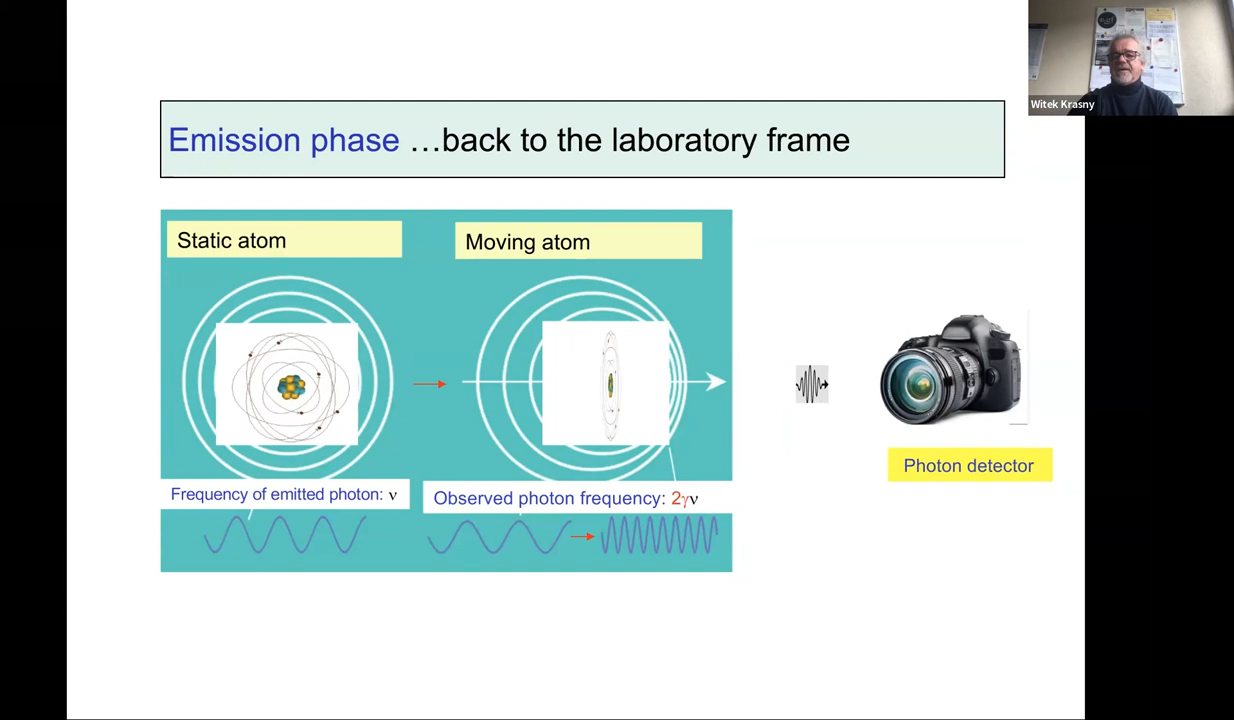 Witek Krasny
Emission phase …back to the laboratory frame
Static atom
Moving atom
Frequency of emitted photon: ν
Observed photon frequency: 2γν
Photon detector